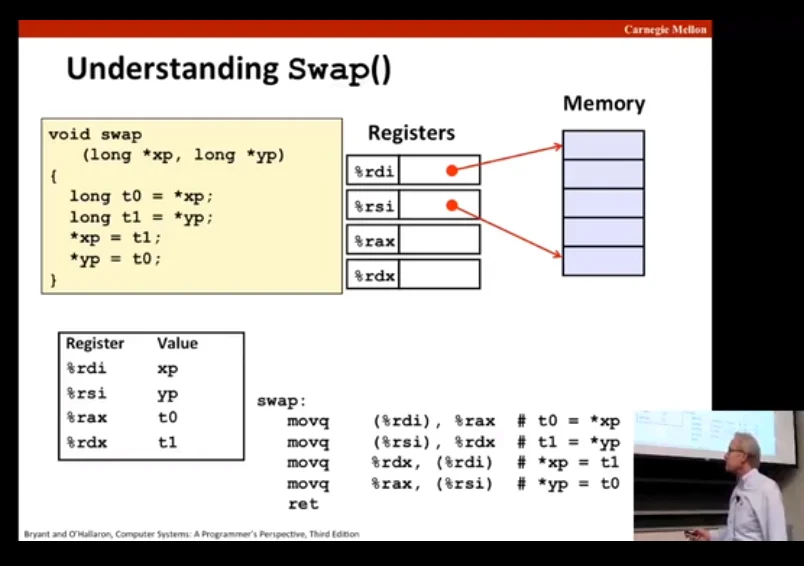 Carnegie Mellon
Understanding Swap()
void swap
(long *xp, long *yp)
{
long t0 = *xp;
long t1 = *yp;
*xp = t1;
*yp = t0;
}
Registers
%rdi
%rsi
%rax
%rdx
Memory
Register Value
%rdi xp
%rsi yp
%rax t0
%rdx t1
swap:
movq (%rdi), %rax # t0 = *xp
movq (%rsi), %rdx # t1 = *yp
movq %rdx, (%rdi) # *xp = t1
movq %rax, (%rsi) # *yp = t0
ret
Bryant and O'Hallaron, Computer Systems: A Programmer's Perspective, Third Edition